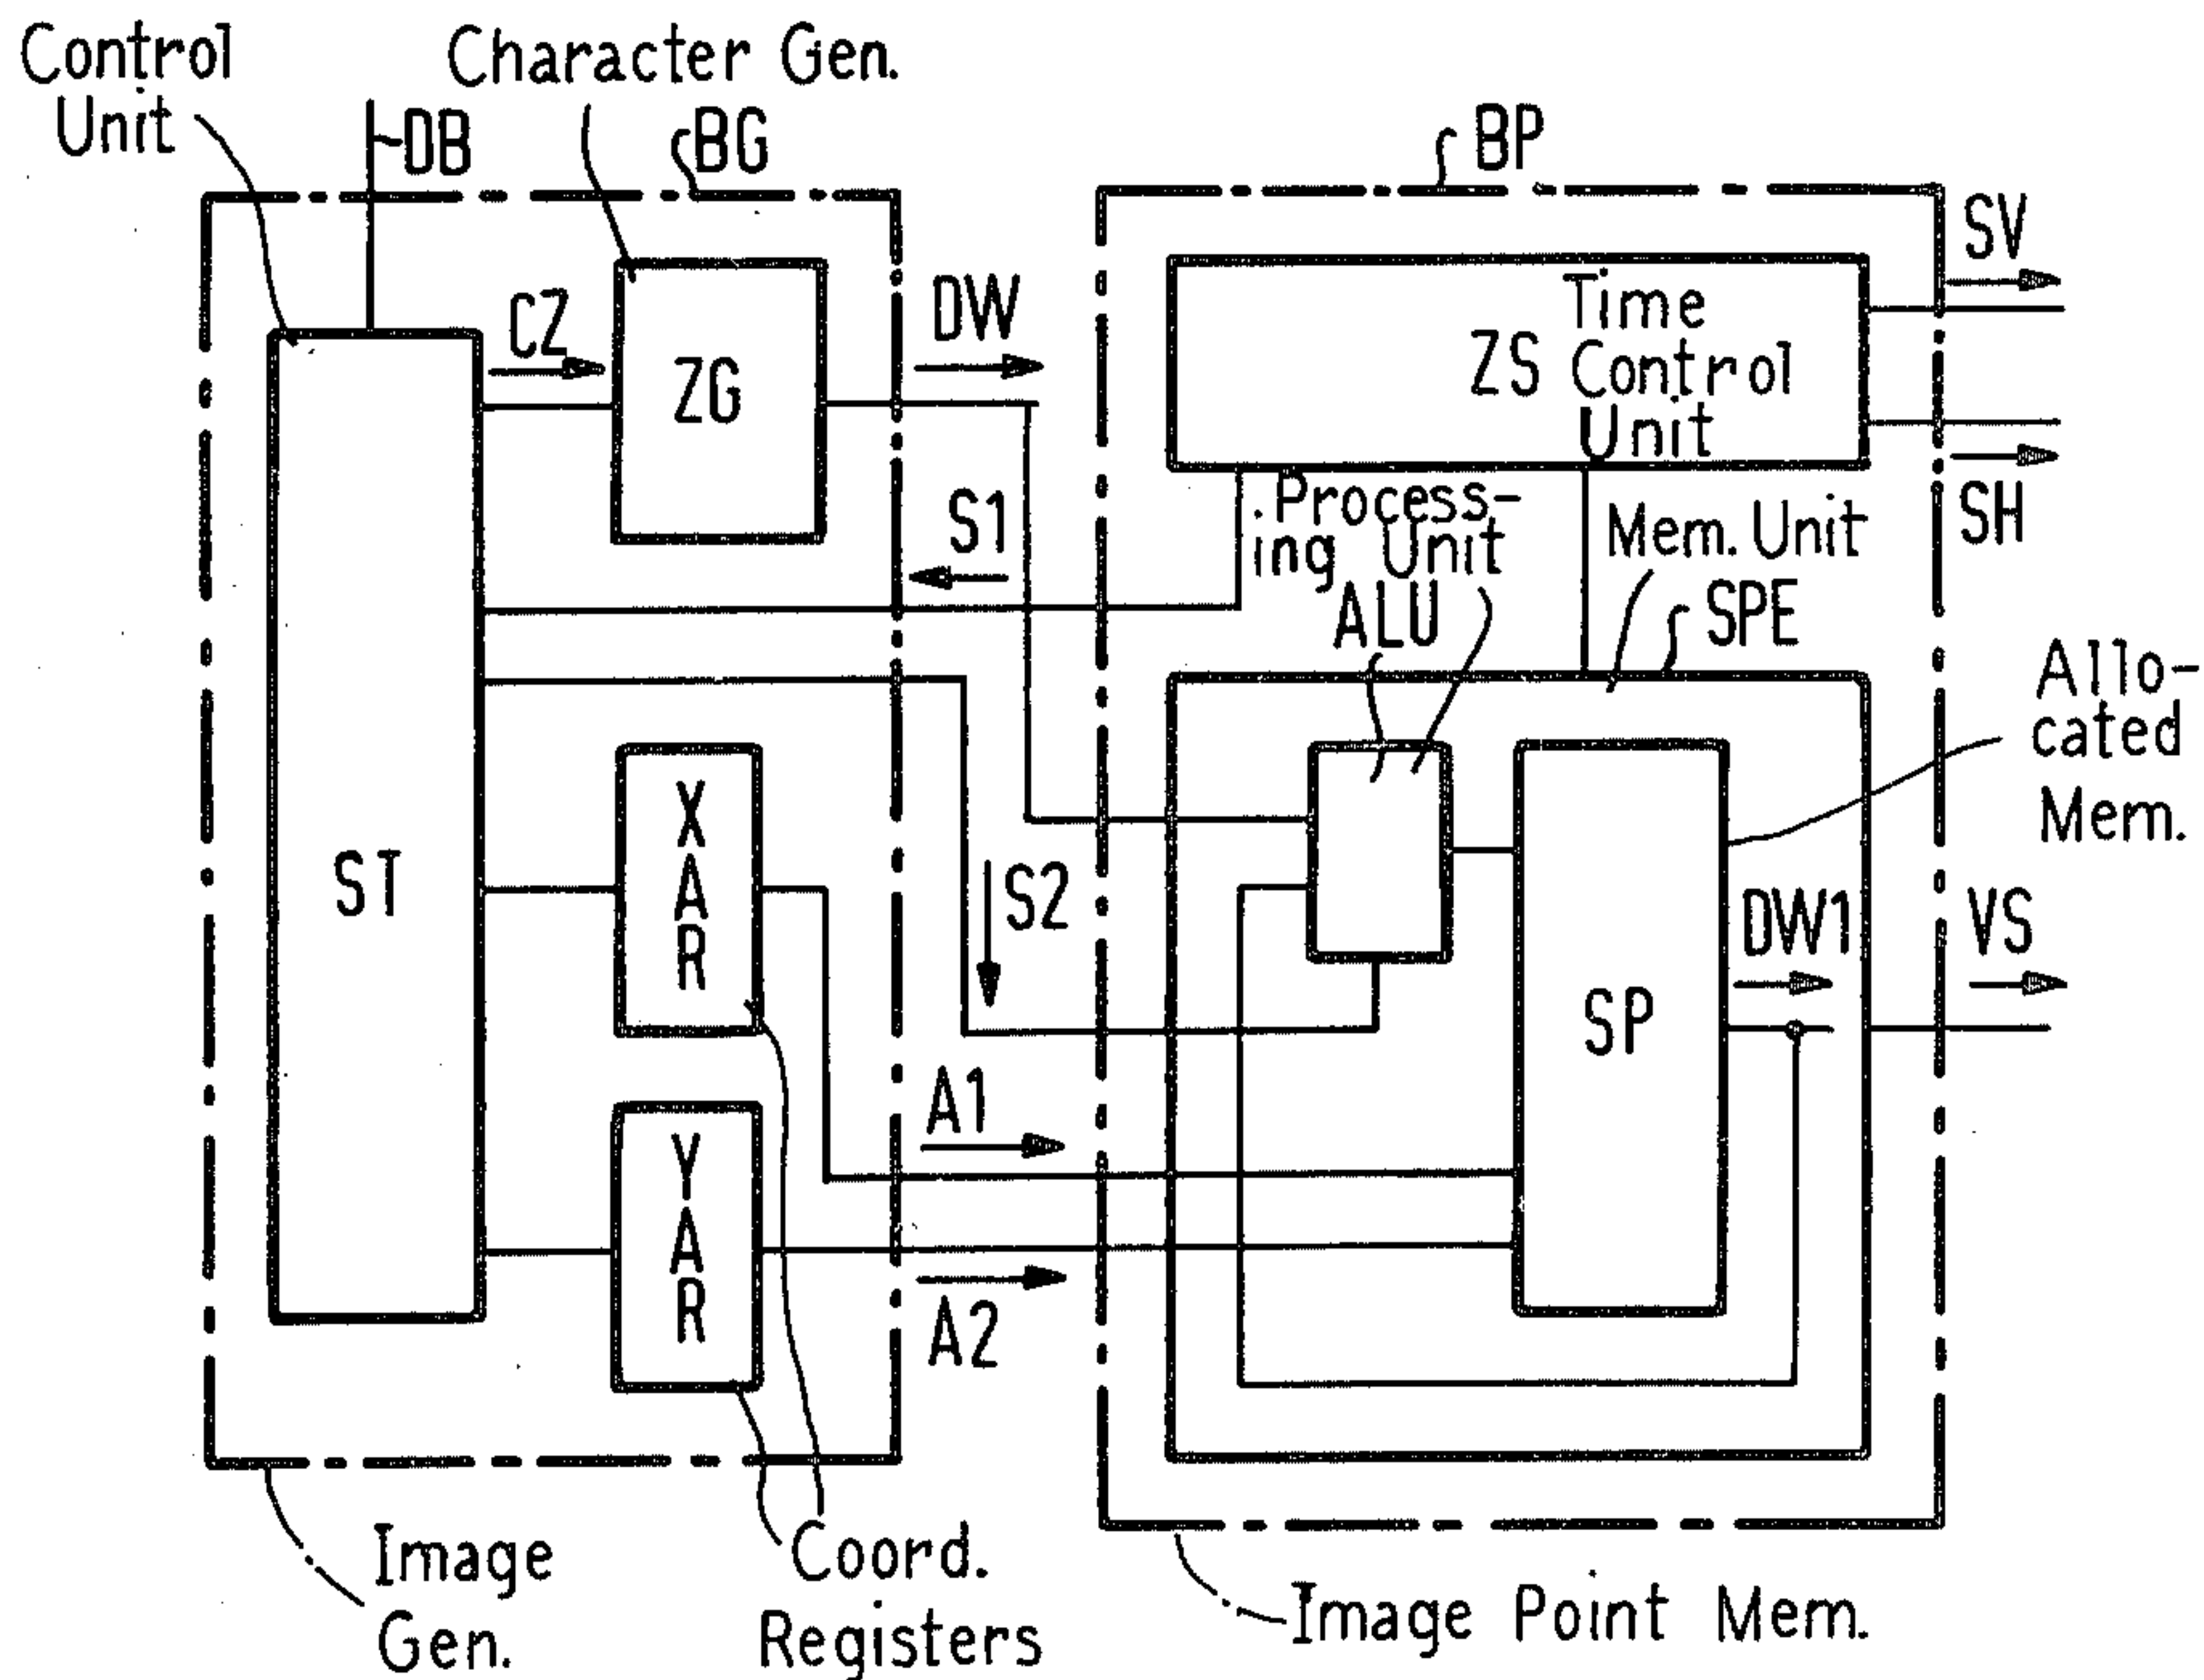 Control
Unit
DB
Character Gen.
BG
BP
SV
CZ
ZG
DW
Time
ZS Control
Unit
SH
S1
Process-
ing Unit
ALU
Mem. Unit
SPE
Allo-
cated
Mem.
ST
X
A
R
S2
SP
DW1
VS
A1
Y
A
R
A2
Image
Gen.
Coord.
Registers
Image Point Mem.